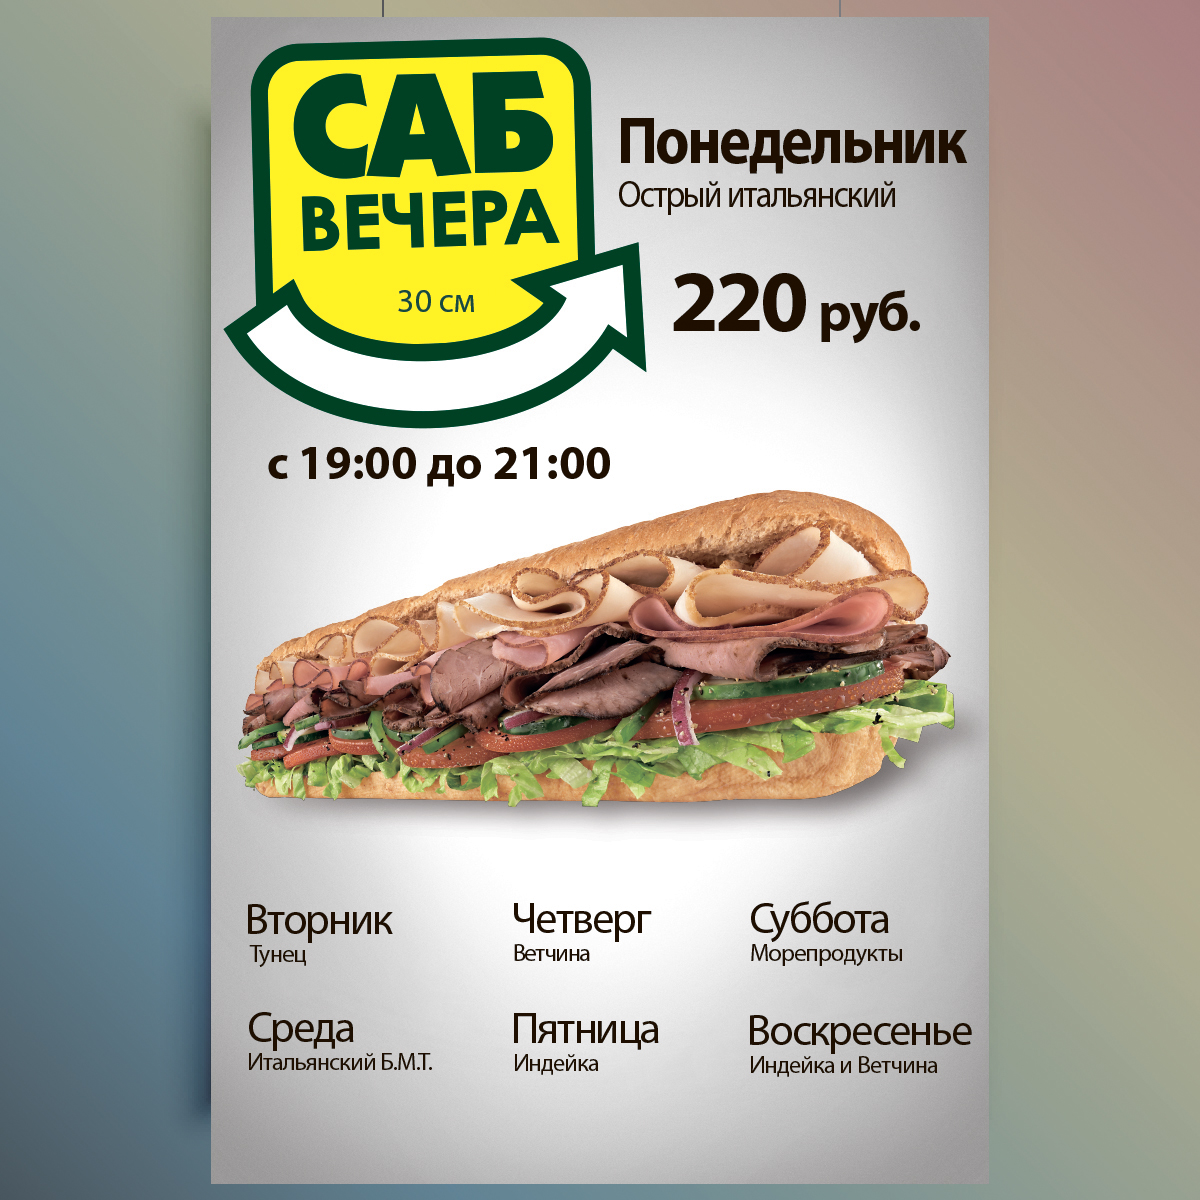 САБ
ВЕЧЕРА
30 см
Понедельник
Острый итальянский
220 руб.
с 19:00 до 21:00
Вторник
Тунец
Четверг
Ветчина
Суббота
Морепродукты
Среда
Итальянский Б.М.Т.
Пятница
Индейка
Воскресенье
Индейка и Ветчина